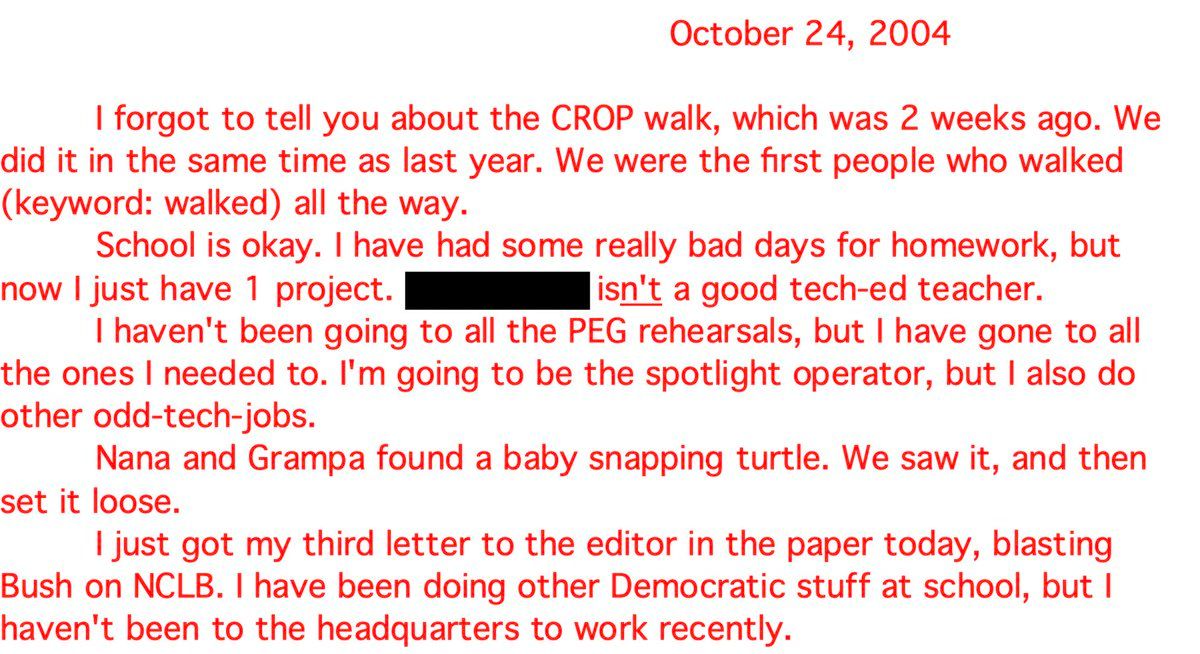 October 24, 2004
I forgot to tell you about the CROP walk, which was 2 weeks ago. We
did it in the same time as last year. We were the first people who walked
(keyword: walked) all the way.
School is okay. I have had some really bad days for homework, but
now I just have 1 project. isn't a good tech-ed teacher.
I haven't been going to all the PEG rehearsals, but I have gone to all
the ones I needed to. I'm going to be the spotlight operator, but I also do
other odd-tech-jobs.
Nana and Grampa found a baby snapping turtle. We saw it, and then
set it loose.
I just got my third letter to the editor in the paper today, blasting
Bush on NCLB. I have been doing other Democratic stuff at school, but I
haven't been to the headquarters to work recently.